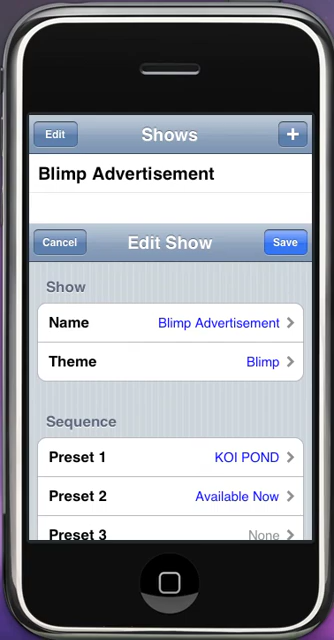 Edit Shows +
Blimp Advertisement
Cancel Edit Show Save
Show
Name Blimp Advertisement
Theme Blimp
Sequence
Preset 1 KOI POND
Preset 2 Available Now
Preset 3 None